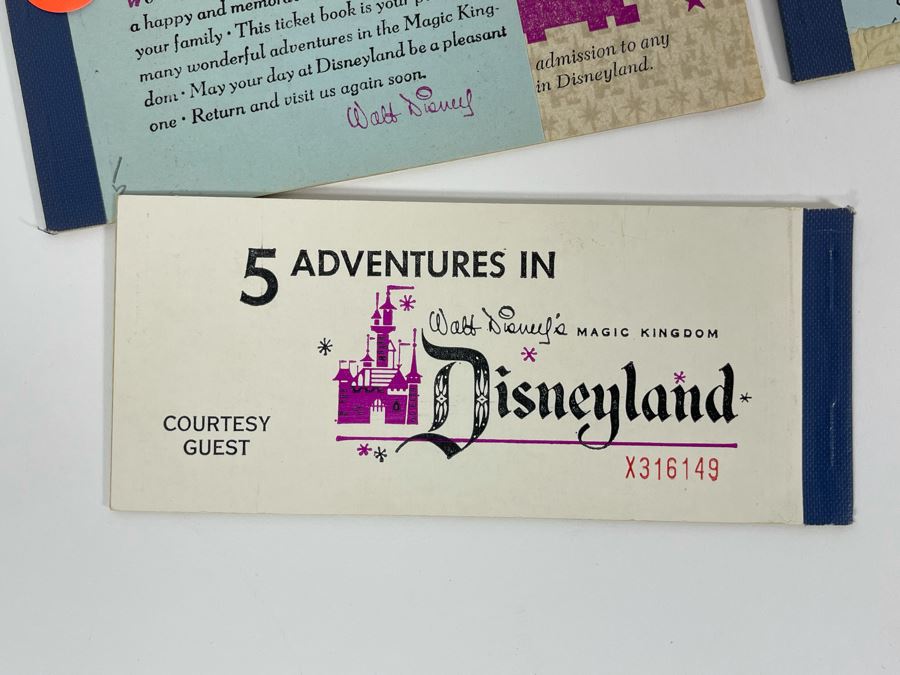 a happy and
your family • This ticket book is your
many wonderful adventures in the Magic King-
dom • May your day at Disneyland be a pleasant
one • Return and visit us again soon.
Walt Disney
admission to any
in Disneyland.
5 ADVENTURES IN
Walt Disney's MAGIC KINGDOM
Disneyland
COURTESY
GUEST
X316149